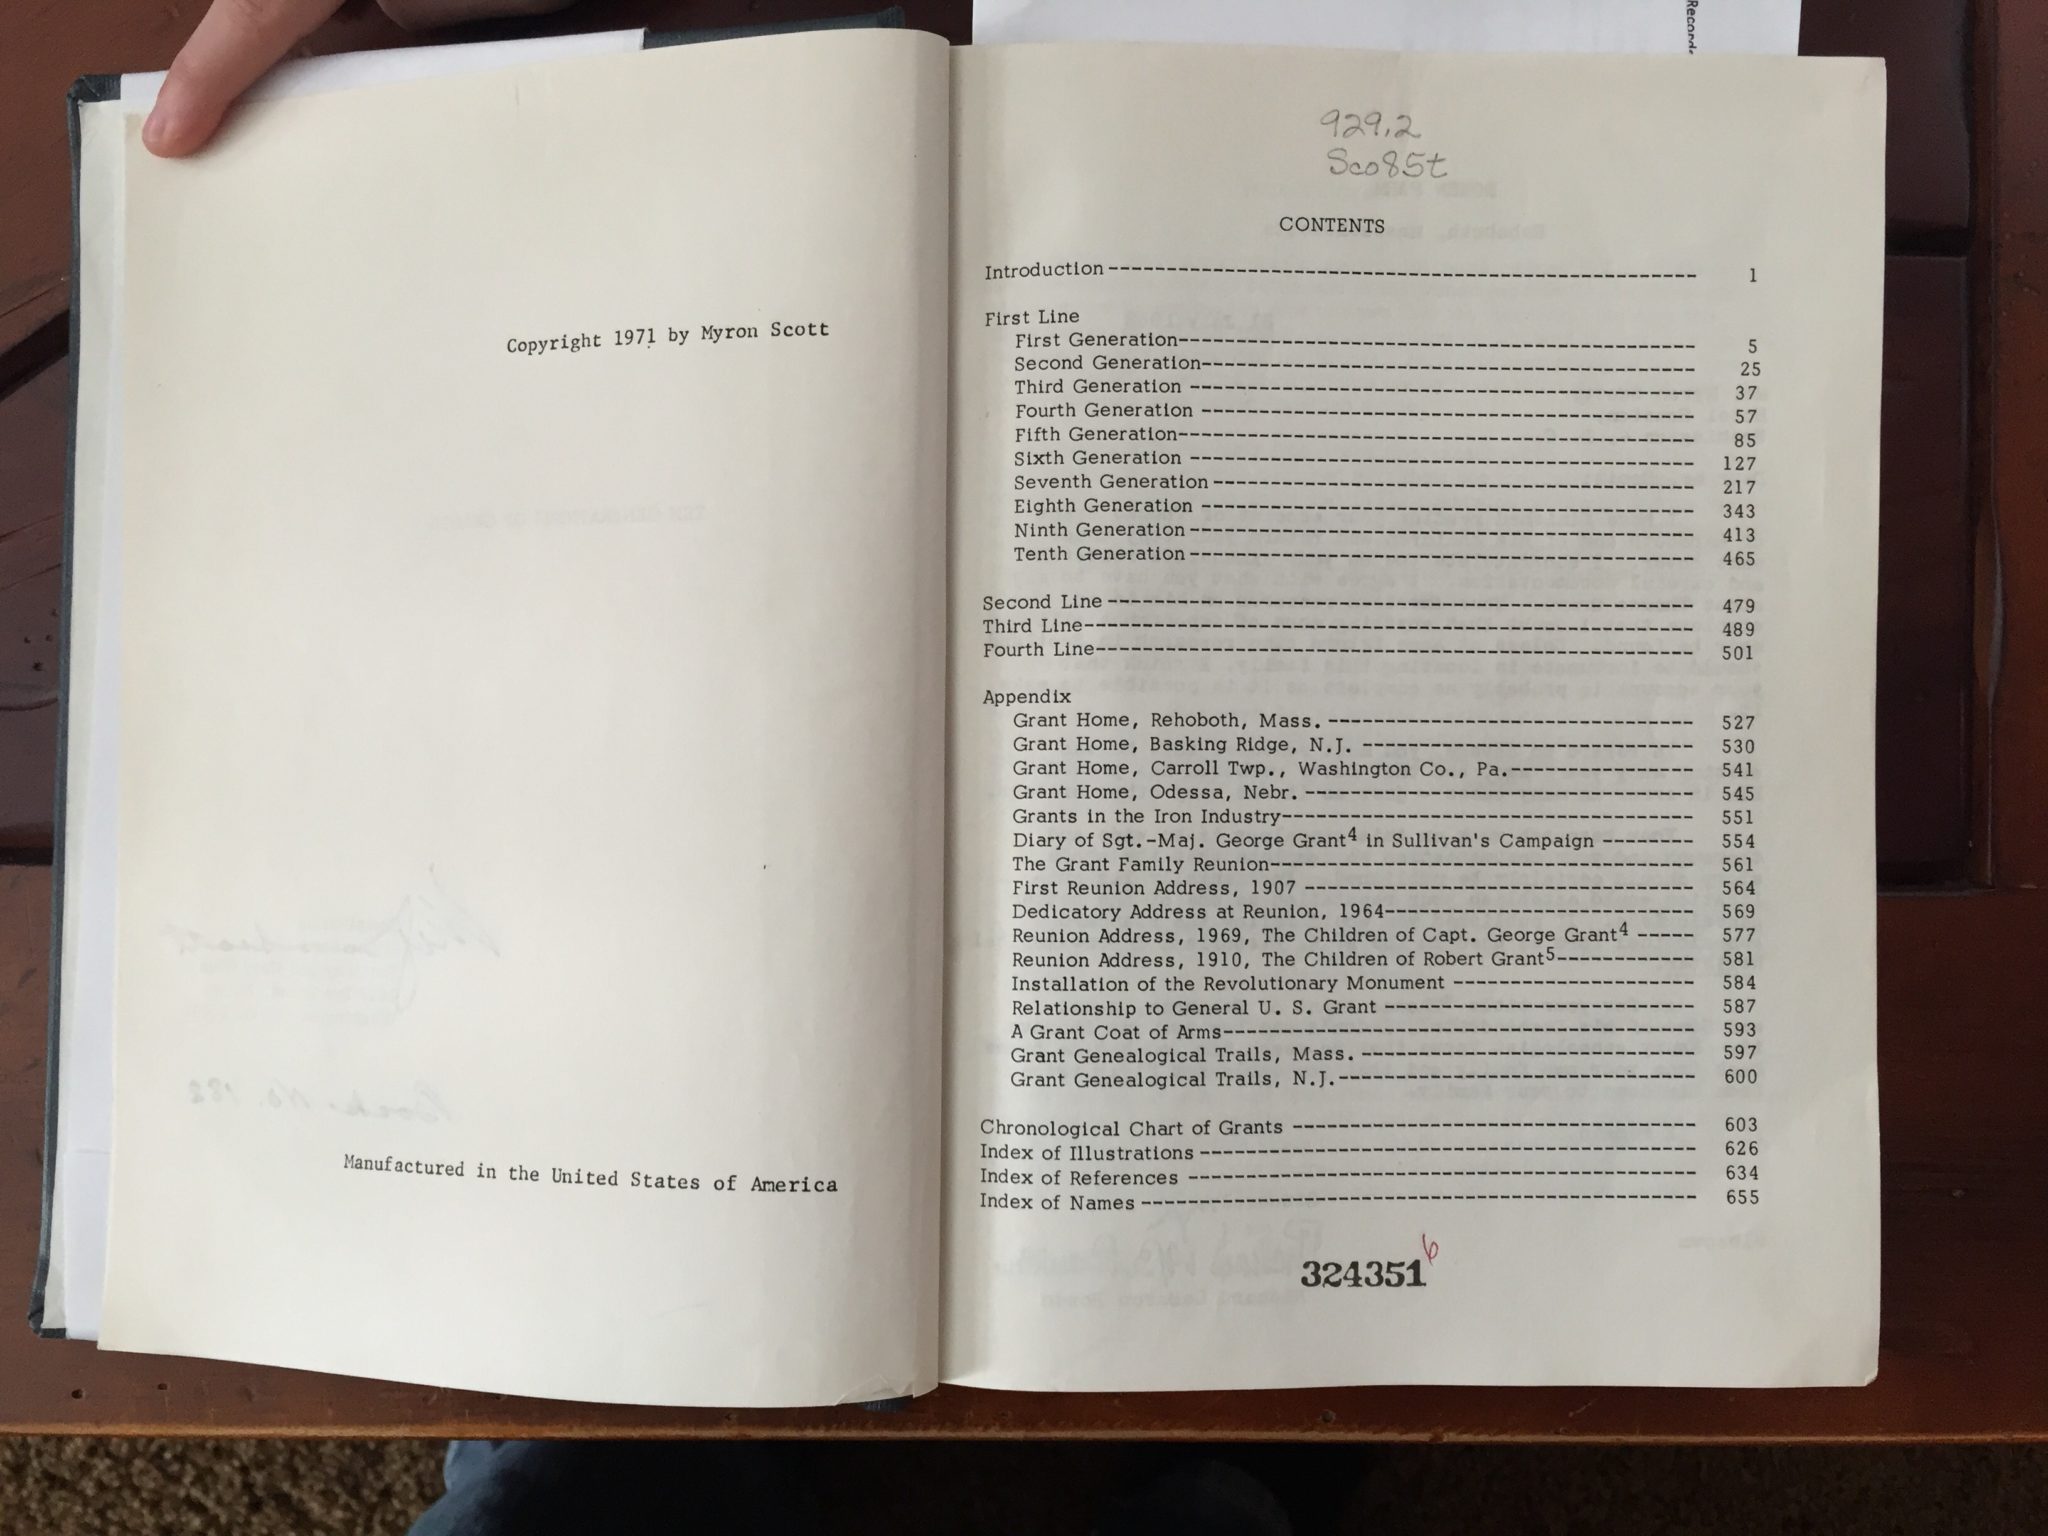 Copyright 1971 by Myron Scott
Manufactured in the United States of America
Record
929.2
Sco85t
CONTENTS
Introduction ---------- 1
First Line
First Generation ---------- 5
Second Generation ---------- 25
Third Generation ---------- 37
Fourth Generation ---------- 57
Fifth Generation ---------- 85
Sixth Generation ---------- 127
Seventh Generation ---------- 217
Eighth Generation ---------- 343
Ninth Generation ---------- 413
Tenth Generation ---------- 465
Second Line ---------- 479
Third Line ---------- 489
Fourth Line ---------- 501
Appendix
Grant Home, Rehoboth, Mass. ---------- 527
Grant Home, Basking Ridge, N.J. ---------- 530
Grant Home, Carroll Twp., Washington Co., Pa. ---------- 541
Grant Home, Odessa, Nebr. ---------- 545
Grants in the Iron Industry ---------- 551
Diary of Sgt.-Maj. George Grant⁴ in Sullivan's Campaign -------- 554
The Grant Family Reunion ---------- 561
First Reunion Address, 1907 ---------- 564
Dedicatory Address at Reunion, 1964 ---------- 569
Reunion Address, 1969, The Children of Capt. George Grant⁴ ----- 577
Reunion Address, 1910, The Children of Robert Grant⁵ ---------- 581
Installation of the Revolutionary Monument ---------- 584
Relationship to General U. S. Grant ---------- 587
A Grant Coat of Arms ---------- 593
Grant Genealogical Trails, Mass. ---------- 597
Grant Genealogical Trails, N.J. ---------- 600
Chronological Chart of Grants ---------- 603
Index of Illustrations ---------- 626
Index of References ---------- 634
Index of Names ---------- 655
324351 6